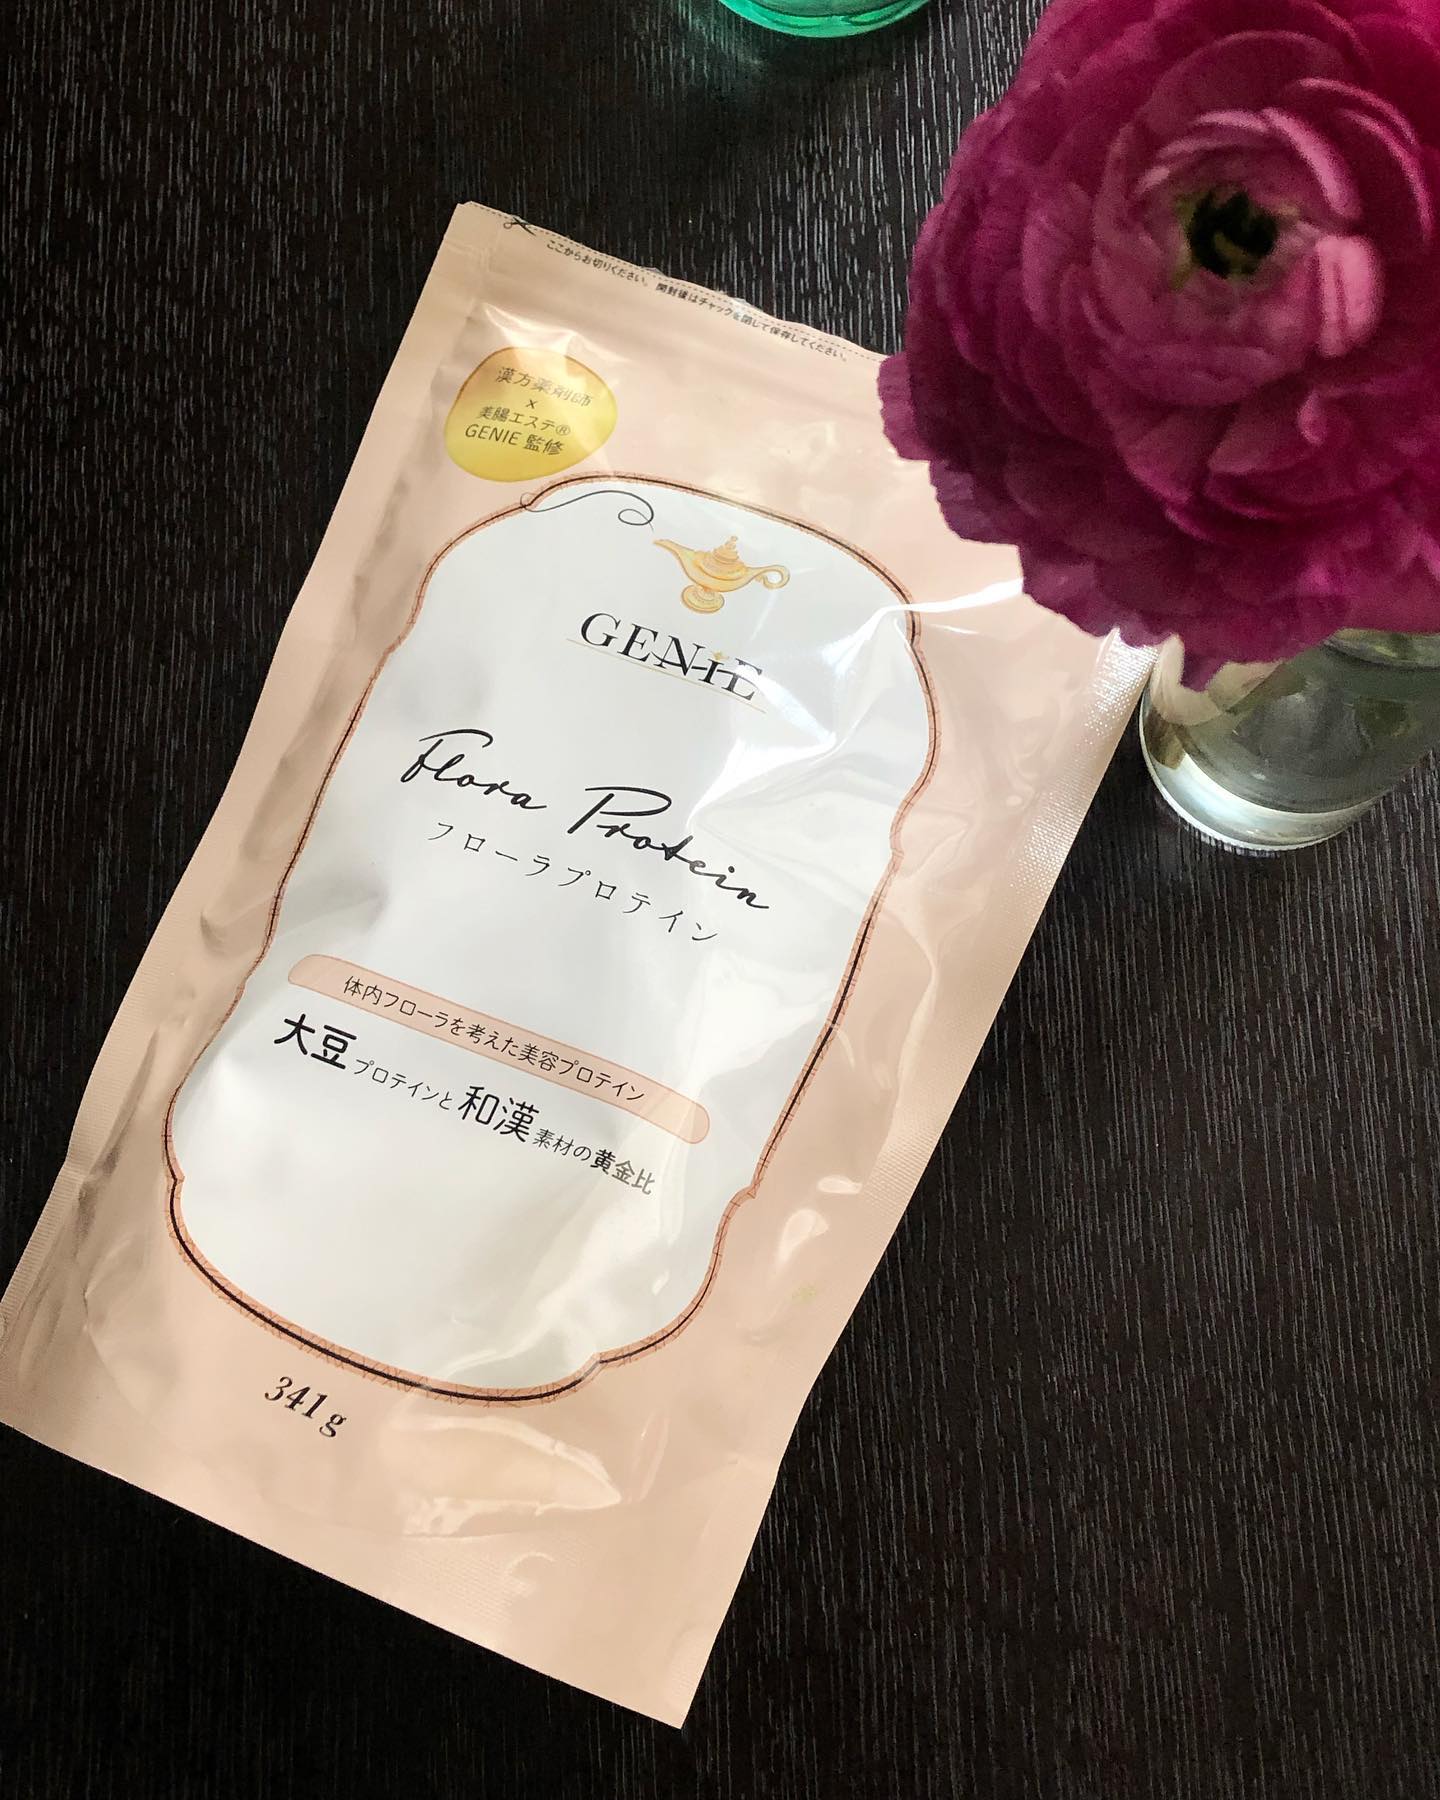 ここからお切りください。開封後はチャックを閉じて保存してください。
漢方薬剤師
×
美腸エステ®
GENIE 監修
GENiE
Flora Protein
フローラプロテイン
体内フローラを考えた美容プロテイン
大豆プロテインと和漢素材の黄金比
341g